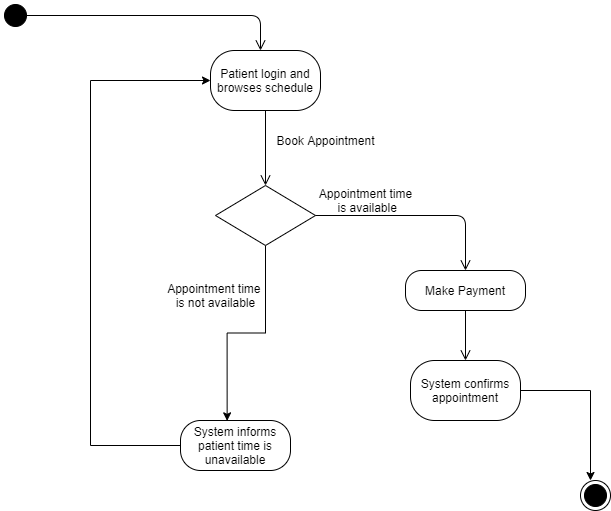 Patient login and
browses schedule
Book Appointment
Appointment time
is available
Appointment time
is not available
Make Payment
System confirms
appointment
System informs
patient time is
unavailable